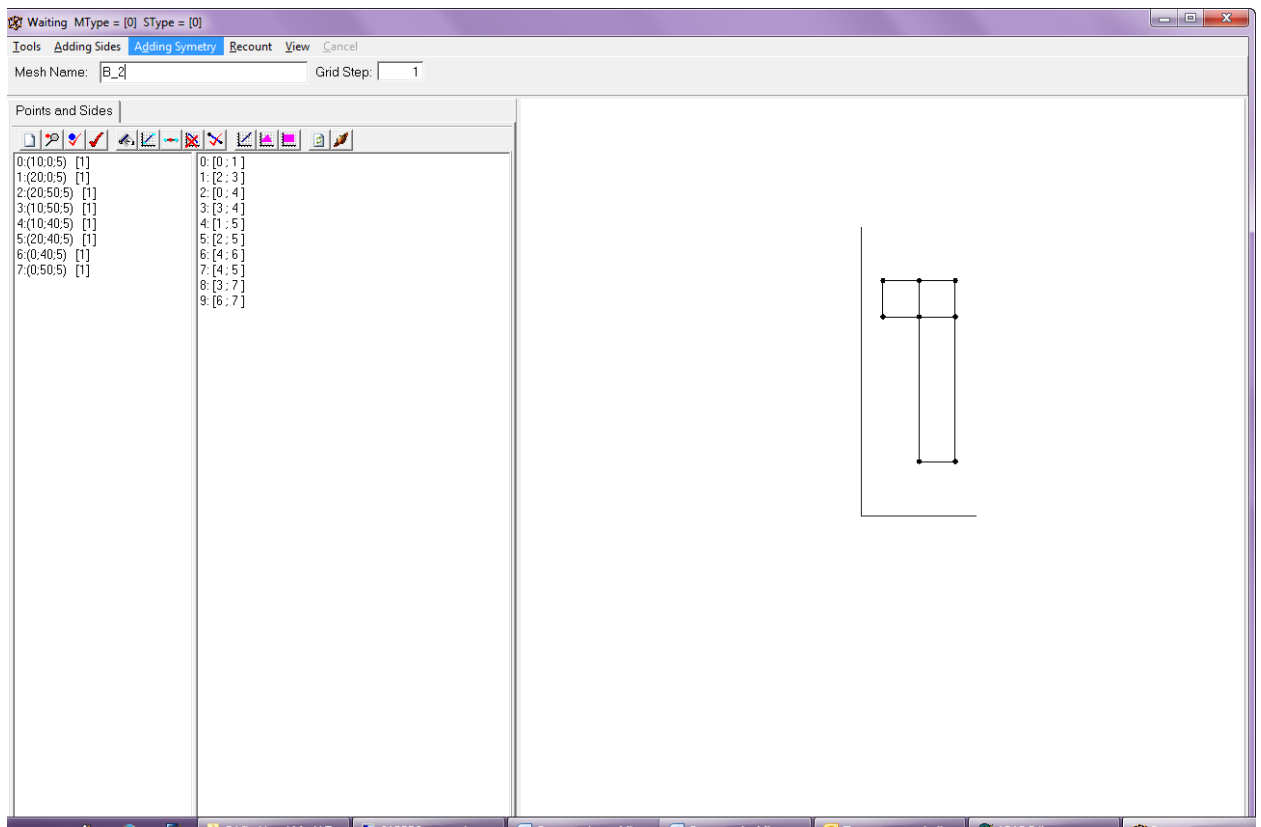 Waiting MType = [0] SType = [0]
Tools Adding Sides Adding Symetry Recount View Cancel
Mesh Name: B_2 Grid Step: 1
Points and Sides
0:(10;0;5) [1]
1:(20;0;5) [1]
2:(20;50;5) [1]
3:(10;50;5) [1]
4:(10;40;5) [1]
5:(20;40;5) [1]
6:(0;40;5) [1]
7:(0;50;5) [1]
0: [0 ; 1 ]
1: [2 ; 3 ]
2: [0 ; 4 ]
3: [3 ; 4 ]
4: [1 ; 5 ]
5: [2 ; 5 ]
6: [4 ; 6 ]
7: [4 ; 5 ]
8: [3 ; 7 ]
9: [6 ; 7 ]